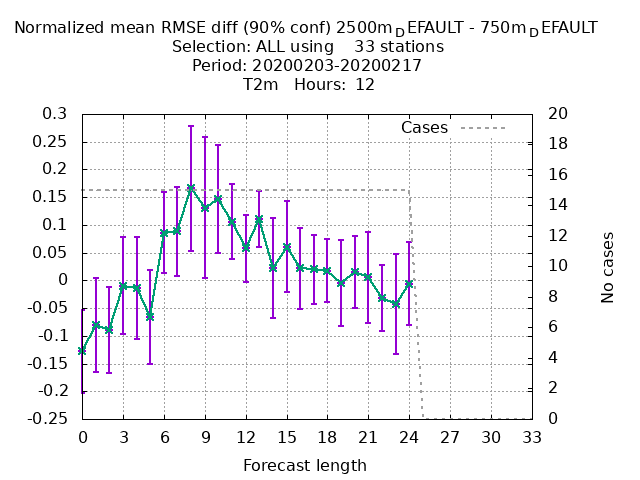 Normalized mean RMSE diff (90% conf) 2500m_DEFAULT - 750m_DEFAULT
Selection: ALL using    33 stations
Period: 20200203-20200217
T2m   Hours:  12
0.3
0.25
0.2
0.15
0.1
0.05
0
-0.05
-0.1
-0.15
-0.2
-0.25
Cases
20
18
16
14
12
10
8
6
4
2
0
No cases
0 3 6 9 12 15 18 21 24 27 30 33
Forecast length